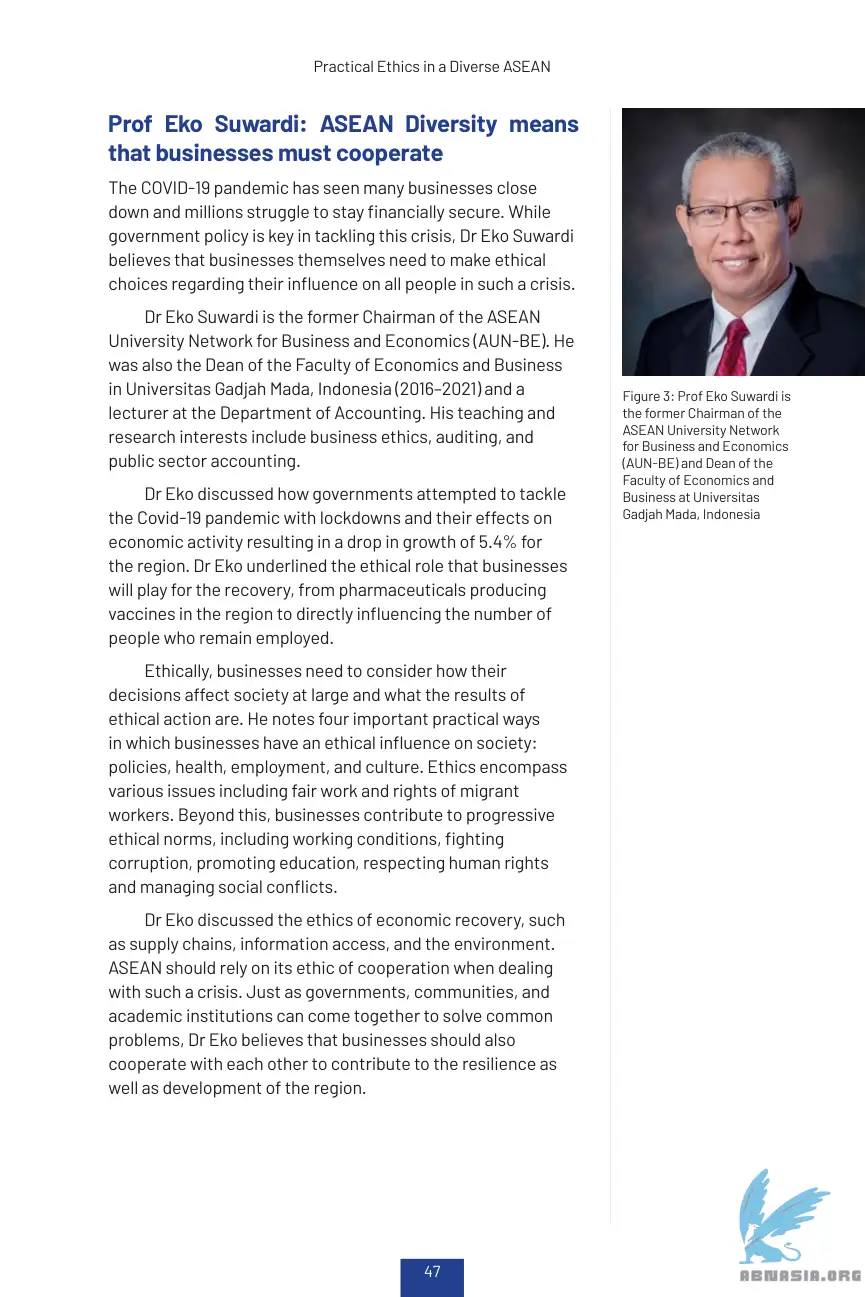 Practical Ethics in a Diverse ASEAN
Prof Eko Suwardi: ASEAN Diversity means
that businesses must cooperate
The COVID-19 pandemic has seen many businesses close
down and millions struggle to stay financially secure. While
government policy is key in tackling this crisis, Dr Eko Suwardi
believes that businesses themselves need to make ethical
choices regarding their influence on all people in such a crisis.
Dr Eko Suwardi is the former Chairman of the ASEAN
University Network for Business and Economics (AUN-BE). He
was also the Dean of the Faculty of Economics and Business
in Universitas Gadjah Mada, Indonesia (2016–2021) and a
lecturer at the Department of Accounting. His teaching and
research interests include business ethics, auditing, and
public sector accounting.
Dr Eko discussed how governments attempted to tackle
the Covid-19 pandemic with lockdowns and their effects on
economic activity resulting in a drop in growth of 5.4% for
the region. Dr Eko underlined the ethical role that businesses
will play for the recovery, from pharmaceuticals producing
vaccines in the region to directly influencing the number of
people who remain employed.
Ethically, businesses need to consider how their
decisions affect society at large and what the results of
ethical action are. He notes four important practical ways
in which businesses have an ethical influence on society:
policies, health, employment, and culture. Ethics encompass
various issues including fair work and rights of migrant
workers. Beyond this, businesses contribute to progressive
ethical norms, including working conditions, fighting
corruption, promoting education, respecting human rights
and managing social conflicts.
Dr Eko discussed the ethics of economic recovery, such
as supply chains, information access, and the environment.
ASEAN should rely on its ethic of cooperation when dealing
with such a crisis. Just as governments, communities, and
academic institutions can come together to solve common
problems, Dr Eko believes that businesses should also
cooperate with each other to contribute to the resilience as
well as development of the region.
Figure 3: Prof Eko Suwardi is
the former Chairman of the
ASEAN University Network
for Business and Economics
(AUN-BE) and Dean of the
Faculty of Economics and
Business at Universitas
Gadjah Mada, Indonesia
47
ABNASIA.ORG